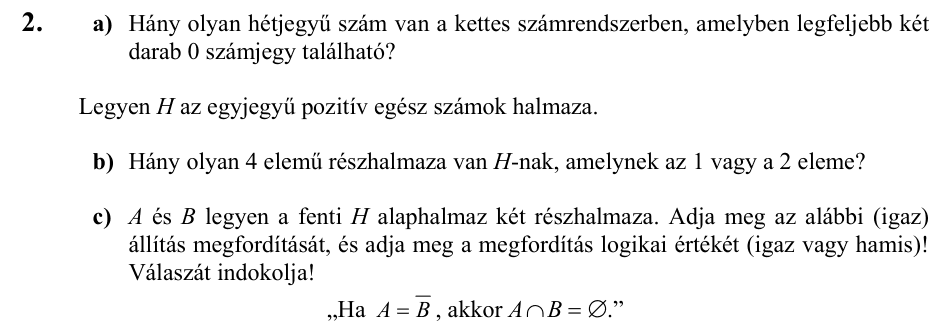 2. a) Hány olyan hétjegyű szám van a kettes számrendszerben, amelyben legfeljebb két
darab 0 számjegy található?
Legyen H az egyjegyű pozitív egész számok halmaza.
b) Hány olyan 4 elemű részhalmaza van H-nak, amelynek az 1 vagy a 2 eleme?
c) A és B legyen a fenti H alaphalmaz két részhalmaza. Adja meg az alábbi (igaz)
állítás megfordítását, és adja meg a megfordítás logikai értékét (igaz vagy hamis)!
Válaszát indokolja!
„Ha A = B̅ , akkor A ∩ B = ∅.”